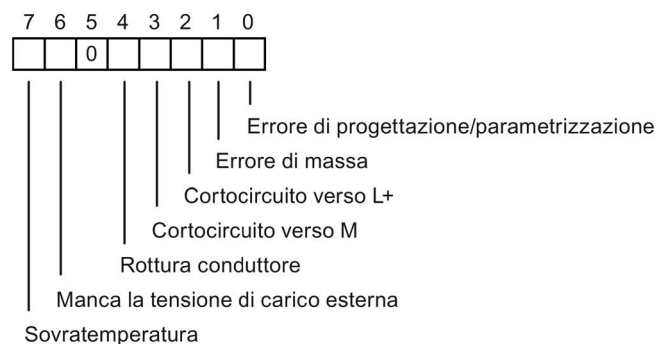 7 6 5 4 3 2 1 0
0
Errore di progettazione/parametrizzazione
Errore di massa
Cortocircuito verso L+
Cortocircuito verso M
Rottura conduttore
Manca la tensione di carico esterna
Sovratemperatura